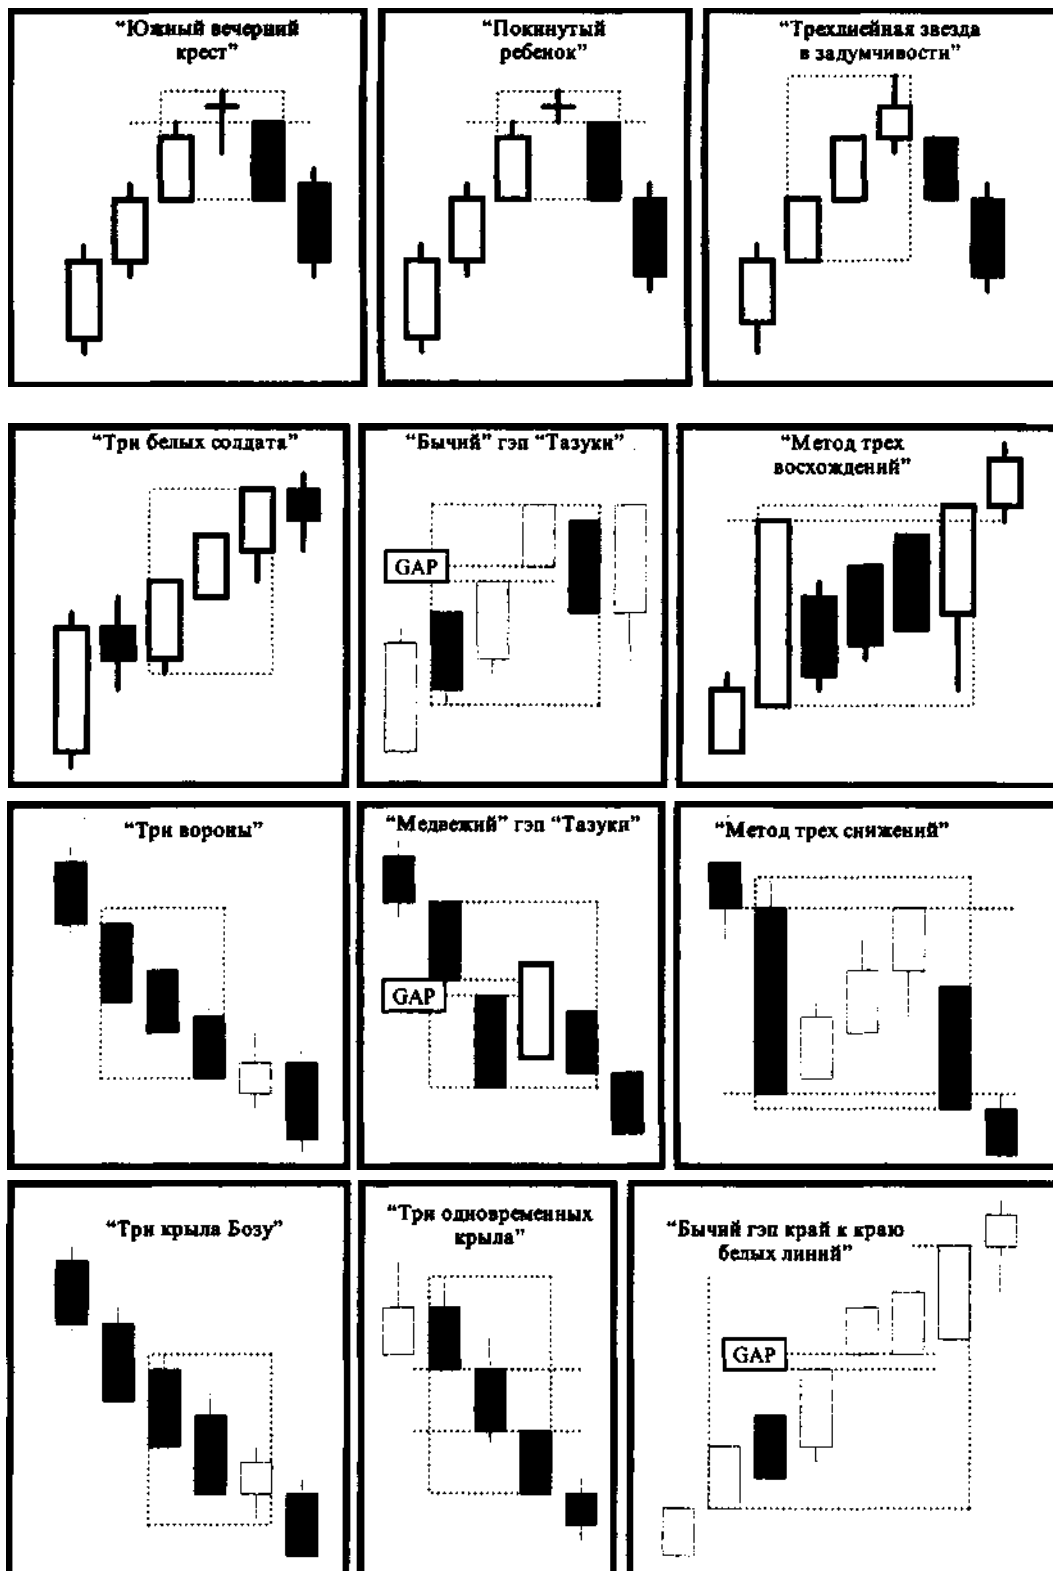 “Южный вечерний
крест”
“Покинутый
ребенок”
“Трехлнейная звезда
в задумчивости”
“Три белых солдата”
“Бычий” гэп “Тазуки”
“Метод трех
восхождений”
GAP
“Три вороны”
“Медвежий” гэп “Тазуки”
“Метод трех снижений”
GAP
“Три крыла Бозу”
“Три одновременных
крыла”
“Бычий гэп край к краю
белых линий”
GAP